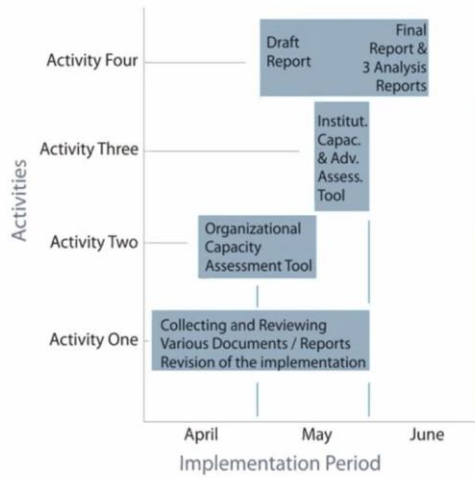 Activities
Activity Four
Draft
Report
Final
Report &
3 Analysis
Reports
Activity Three
Institut.
Capac.
& Adv.
Assess.
Tool
Activity Two
Organizational
Capacity
Assessment Tool
Activity One
Collecting and Reviewing
Various Documents / Reports
Revision of the implementation
April
May
June
Implementation Period